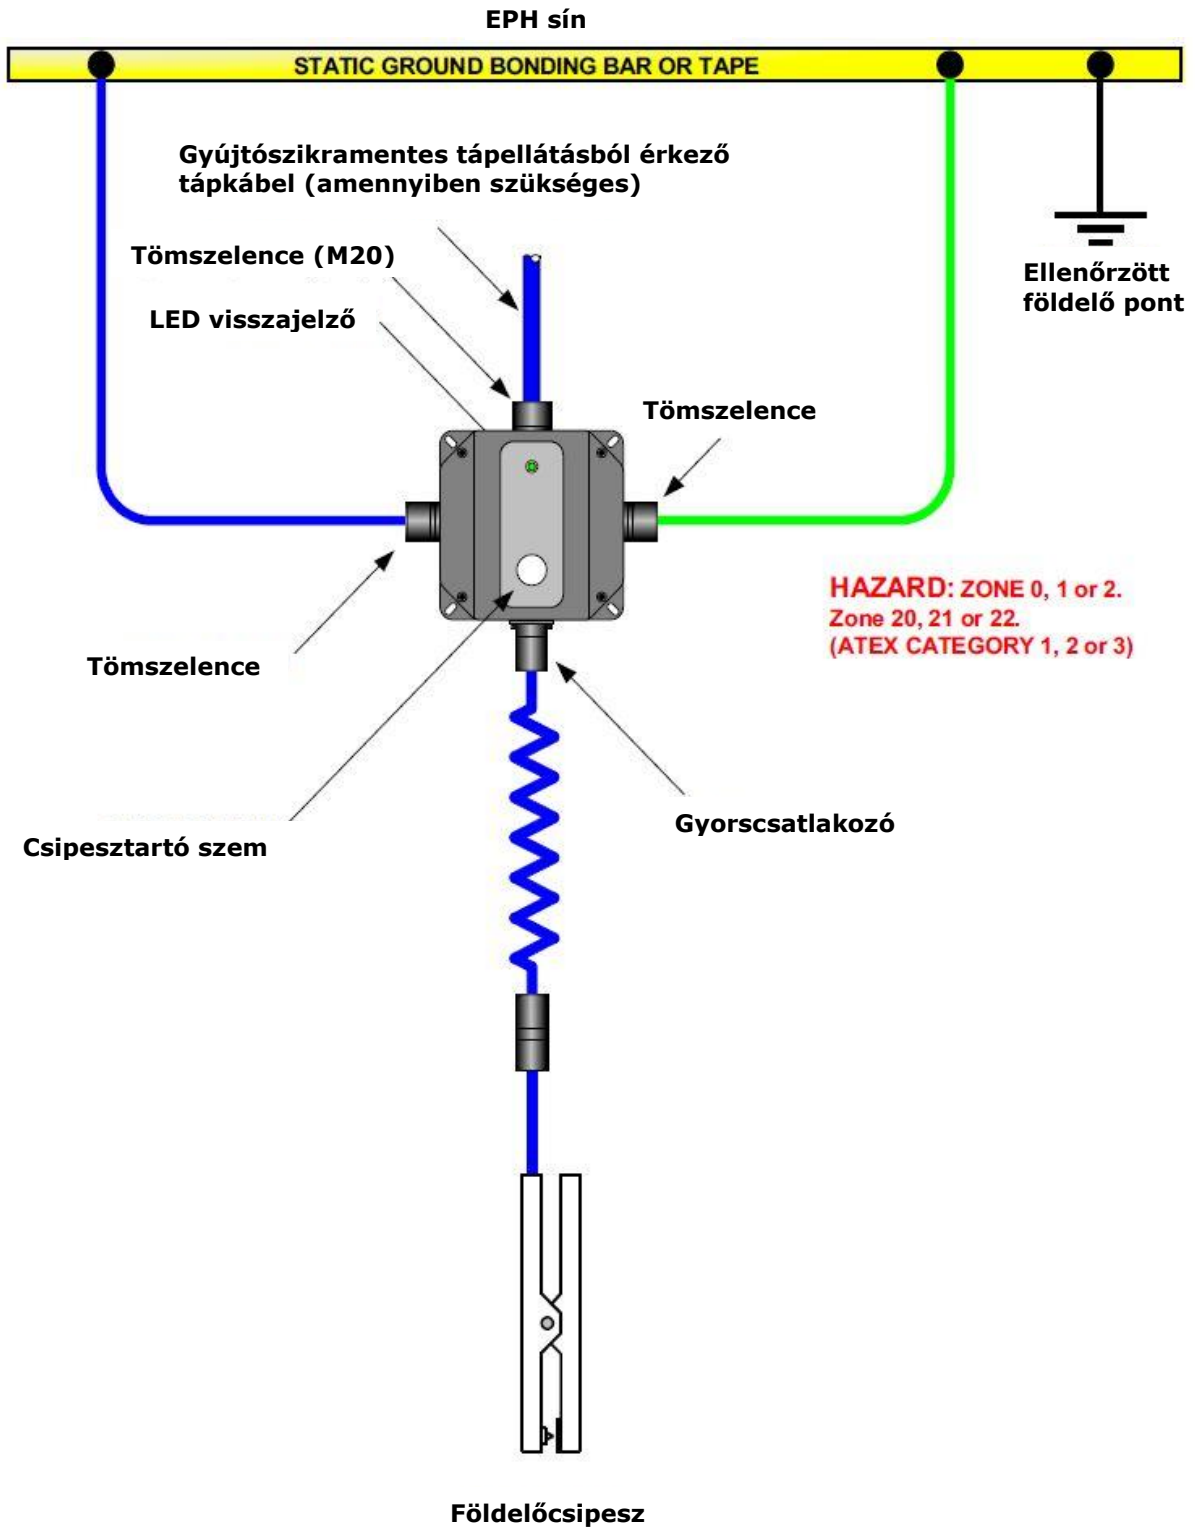 EPH sín
STATIC GROUND BONDING BAR OR TAPE
Gyújtószikramentes tápellátásból érkező
tápkábel (amennyiben szükséges)
Tömszelence (M20)
LED visszajelző
Ellenőrzött
földelő pont
Tömszelence
HAZARD: ZONE 0, 1 or 2.
Zone 20, 21 or 22.
(ATEX CATEGORY 1, 2 or 3)
Tömszelence
Gyorscsatlakozó
Csipesztartó szem
Földelőcsipesz